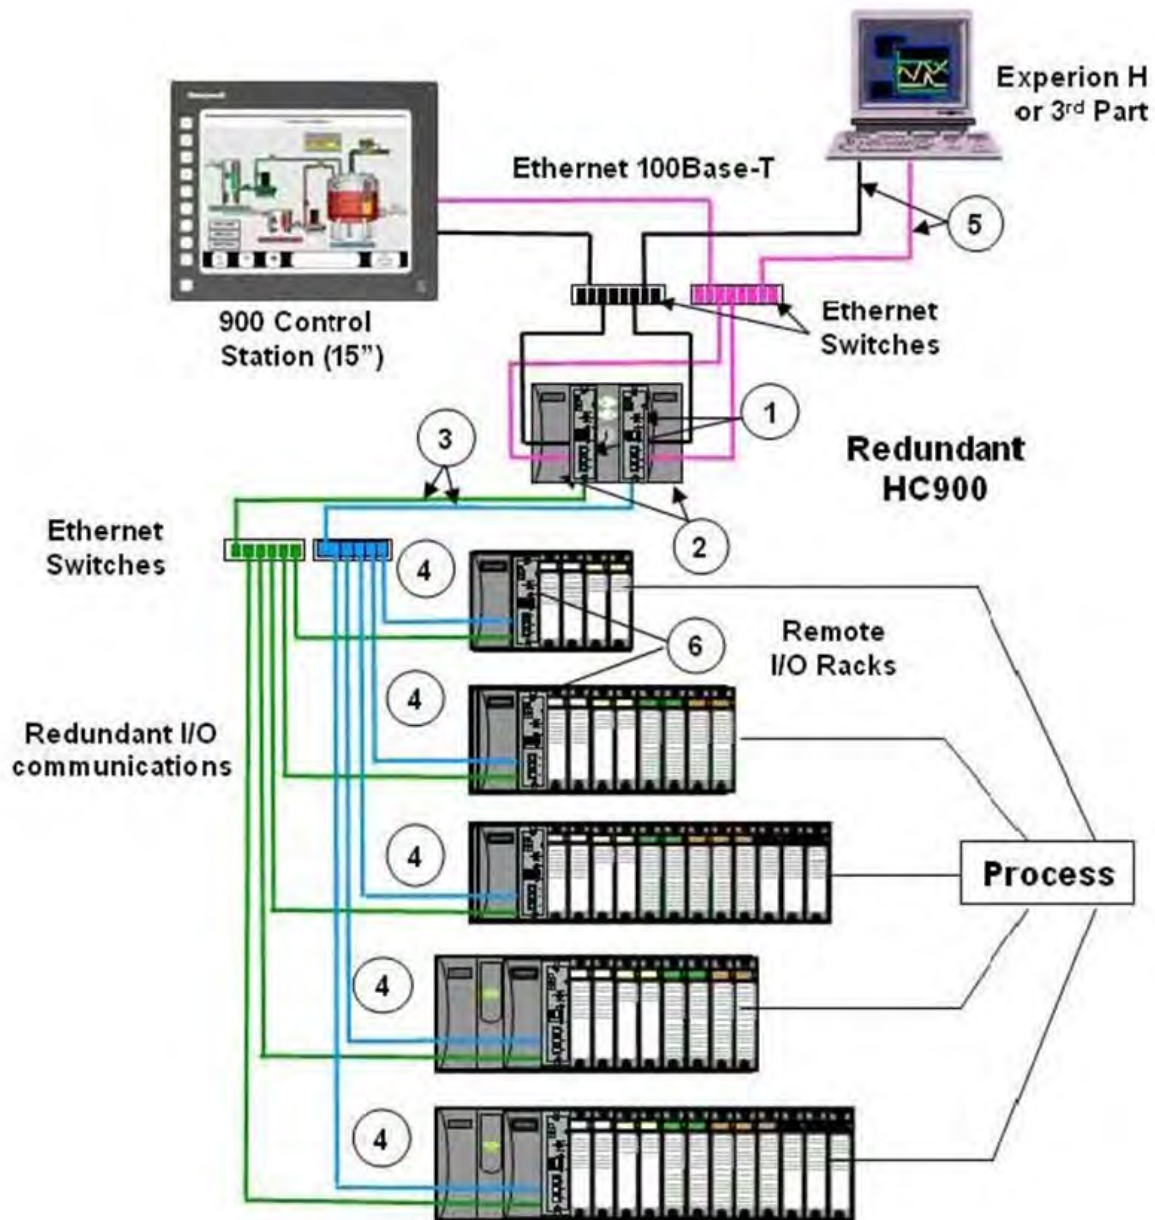 Honeywell
Experion H
or 3rd Part
Ethernet 100Base-T
5
900 Control
Station (15”)
Ethernet
Switches
1
3
Redundant
HC900
Ethernet
Switches
2
4
6
Remote
I/O Racks
4
Redundant I/O
communications
4
Process
4
4